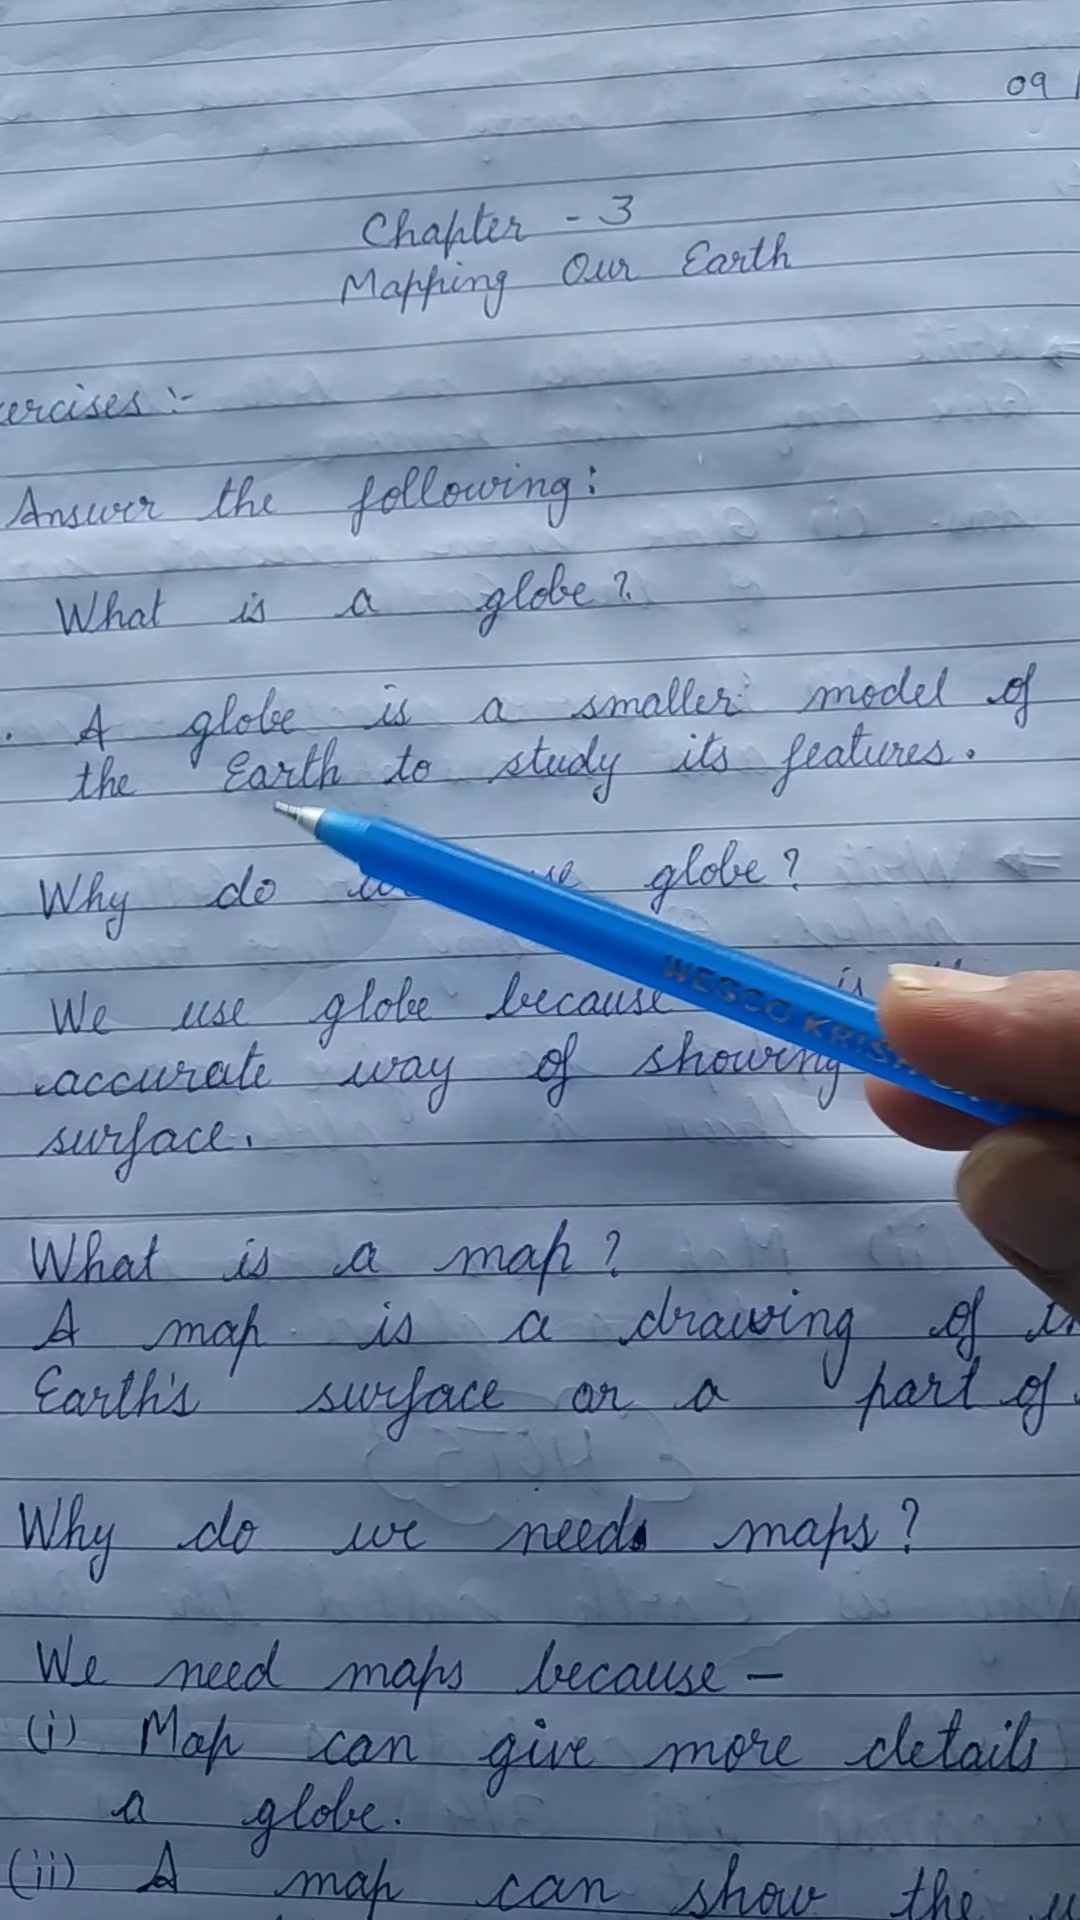 09
Chapter - 3
Mapping Our Earth
ercises :-
Answer the following:
What is a globe?
. A globe is a smaller model of
the Earth to study its features.
Why do globe?
We use globe because is
accurate way of showing
surface.
What is a map?
A map is a drawing of
Earth's surface or a part of
Why do we needs maps?
We need maps because –
(i) Map can give more details
a globe.
(ii) A map can show the
WESCO